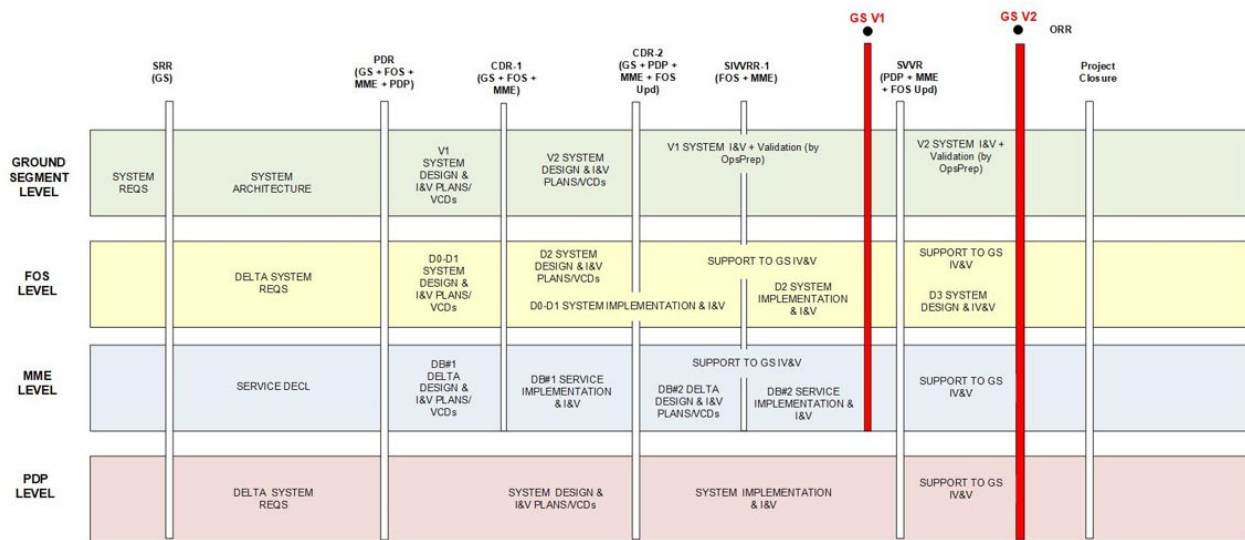 GS V1
GS V2
ORR
SRR
(GS)
PDR
(GS + FOS +
MME + PDP)
CDR-1
(GS + FOS +
MME)
CDR-2
(GS + PDP +
MME + FOS
Upd)
SIVVRR-1
(FOS + MME)
SVVR
(PDP + MME
+ FOS Upd)
Project
Closure
GROUND
SEGMENT
LEVEL
SYSTEM
REQS
SYSTEM
ARCHITECTURE
V1
SYSTEM
DESIGN &
I&V PLANS/
VCDs
V2 SYSTEM
DESIGN & I&V
PLANS/VCDs
V1 SYSTEM I&V + Validation (by
OpsPrep)
V2 SYSTEM I&V +
Validation (by
OpsPrep)
FOS
LEVEL
DELTA SYSTEM
REQS
D0-D1
SYSTEM
DESIGN &
I&V PLANS/
VCDs
D2 SYSTEM
DESIGN & I&V
PLANS/VCDs
D0-D1 SYSTEM IMPLEMENTATION & I&V
SUPPORT TO GS IV&V
D2 SYSTEM
IMPLEMENTATION
& I&V
SUPPORT TO GS
IV&V
D3 SYSTEM
DESIGN & IV&V
MME
LEVEL
SERVICE DECL
DB#1
DELTA
DESIGN &
I&V PLANS/
VCDs
DB#1 SERVICE
IMPLEMENTATION
& I&V
SUPPORT TO GS IV&V
DB#2 DELTA
DESIGN & I&V
PLANS/VCDs
DB#2 SERVICE
IMPLEMENTATION &
I&V
SUPPORT TO GS
IV&V
PDP
LEVEL
DELTA SYSTEM
REQS
SYSTEM DESIGN &
I&V PLANS/VCDs
SYSTEM IMPLEMENTATION
& I&V
SUPPORT TO GS
IV&V